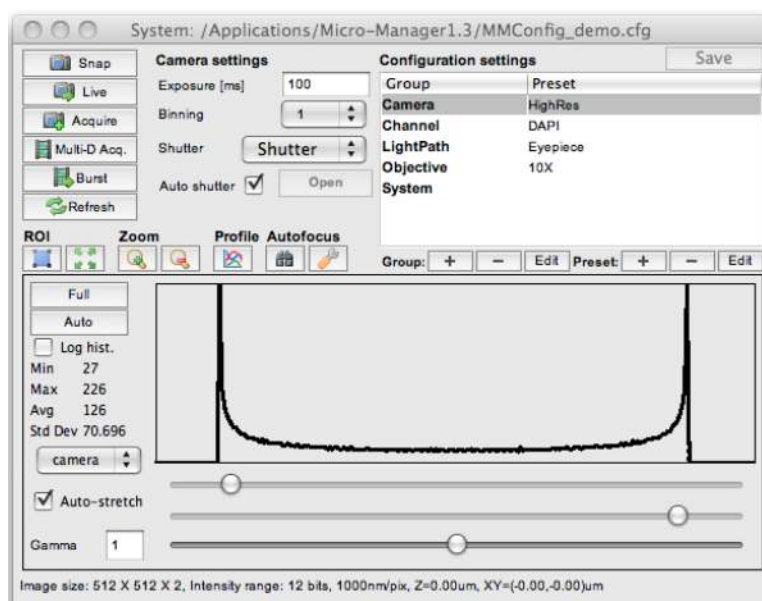 System: /Applications/Micro-Manager1.3/MMConfig_demo.cfg
Snap
Live
Acquire
Multi-D Acq.
Burst
Refresh
Camera settings
Exposure [ms] 100
Binning 1
Shutter Shutter
Auto shutter Open
Configuration settings Save
Group Preset
Camera HighRes
Channel DAPI
LightPath Eyepiece
Objective 10X
System
ROI Zoom Profile Autofocus
Group: + - Edit Preset: + - Edit
Full
Auto
Log hist.
Min 27
Max 226
Avg 126
Std Dev 70.696
camera
Auto-stretch
Gamma 1
Image size: 512 X 512 X 2, Intensity range: 12 bits, 1000nm/pix, Z=0.00um, XY=(-0.00,-0.00)um